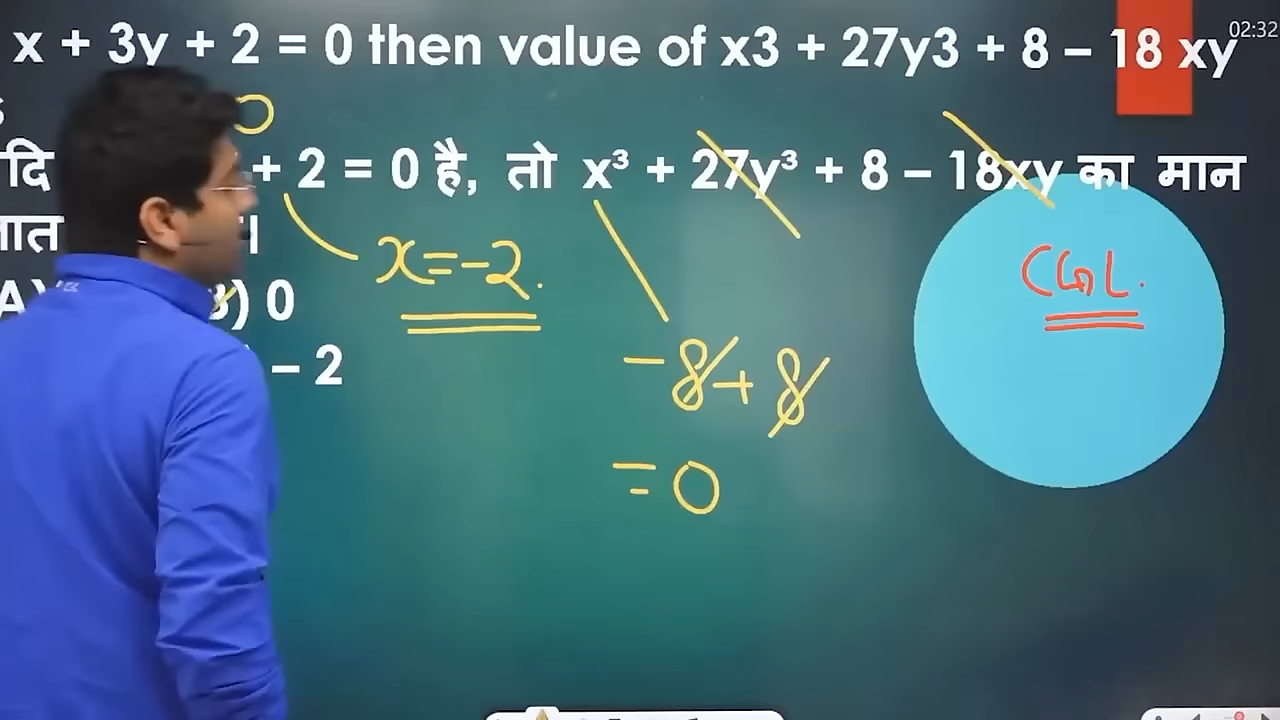 02:32
x + 3y + 2 = 0 then value of x3 + 27y3 + 8 – 18 xy
0
+ 2 = 0 है, तो x³ + 27y³ + 8 – 18xy का मान
x = -2.
CGL.
) 0
– 2
-8 + 8
= 0